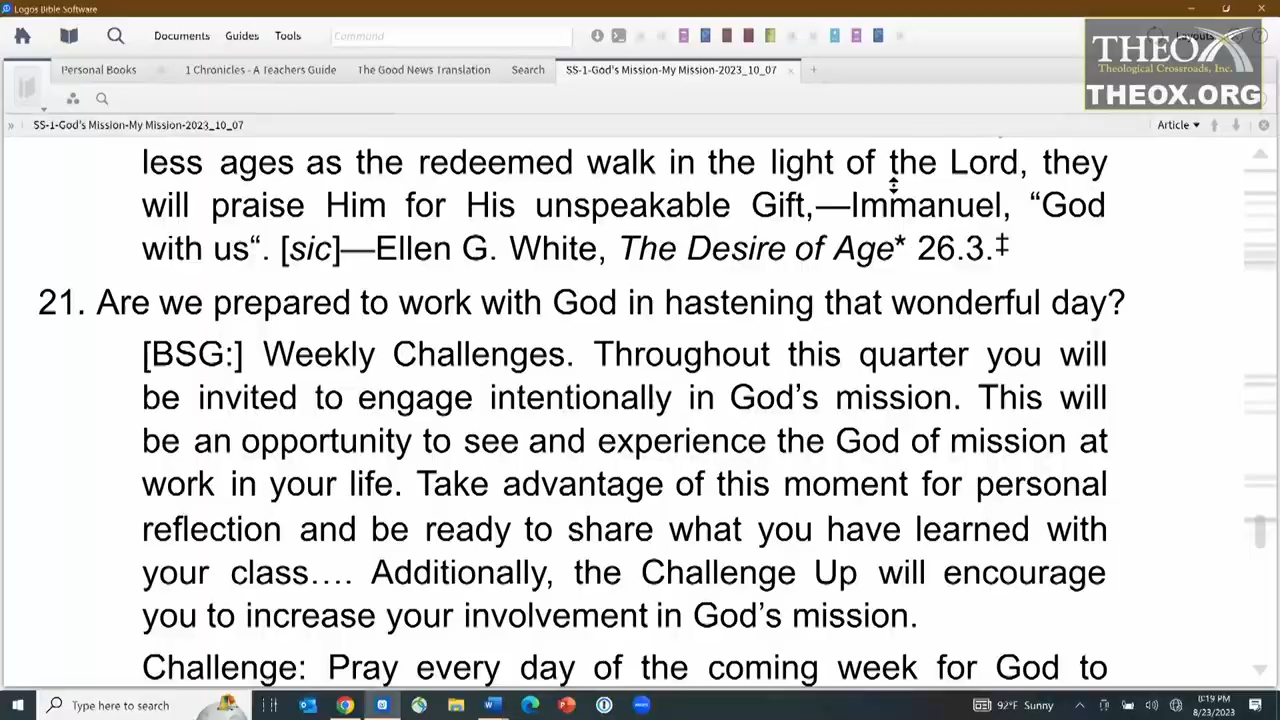 Logos Bible Software
Documents Guides Tools Command Layouts
THEOX
Theological Crossroads, Inc.
THEOX.ORG
Personal Books 1 Chronicles - A Teachers Guide The Good News Bible Search SS-1-God's Mission-My Mission-2023_10_07
SS-1-God's Mission-My Mission-2023_10_07 Article
less ages as the redeemed walk in the light of the Lord, they
will praise Him for His unspeakable Gift,—Immanuel, “God
with us“. [sic]—Ellen G. White, The Desire of Age* 26.3.‡
21. Are we prepared to work with God in hastening that wonderful day?
[BSG:] Weekly Challenges. Throughout this quarter you will
be invited to engage intentionally in God’s mission. This will
be an opportunity to see and experience the God of mission at
work in your life. Take advantage of this moment for personal
reflection and be ready to share what you have learned with
your class…. Additionally, the Challenge Up will encourage
you to increase your involvement in God’s mission.
Challenge: Pray every day of the coming week for God to
Type here to search
92°F Sunny
8:19 PM
8/23/2023